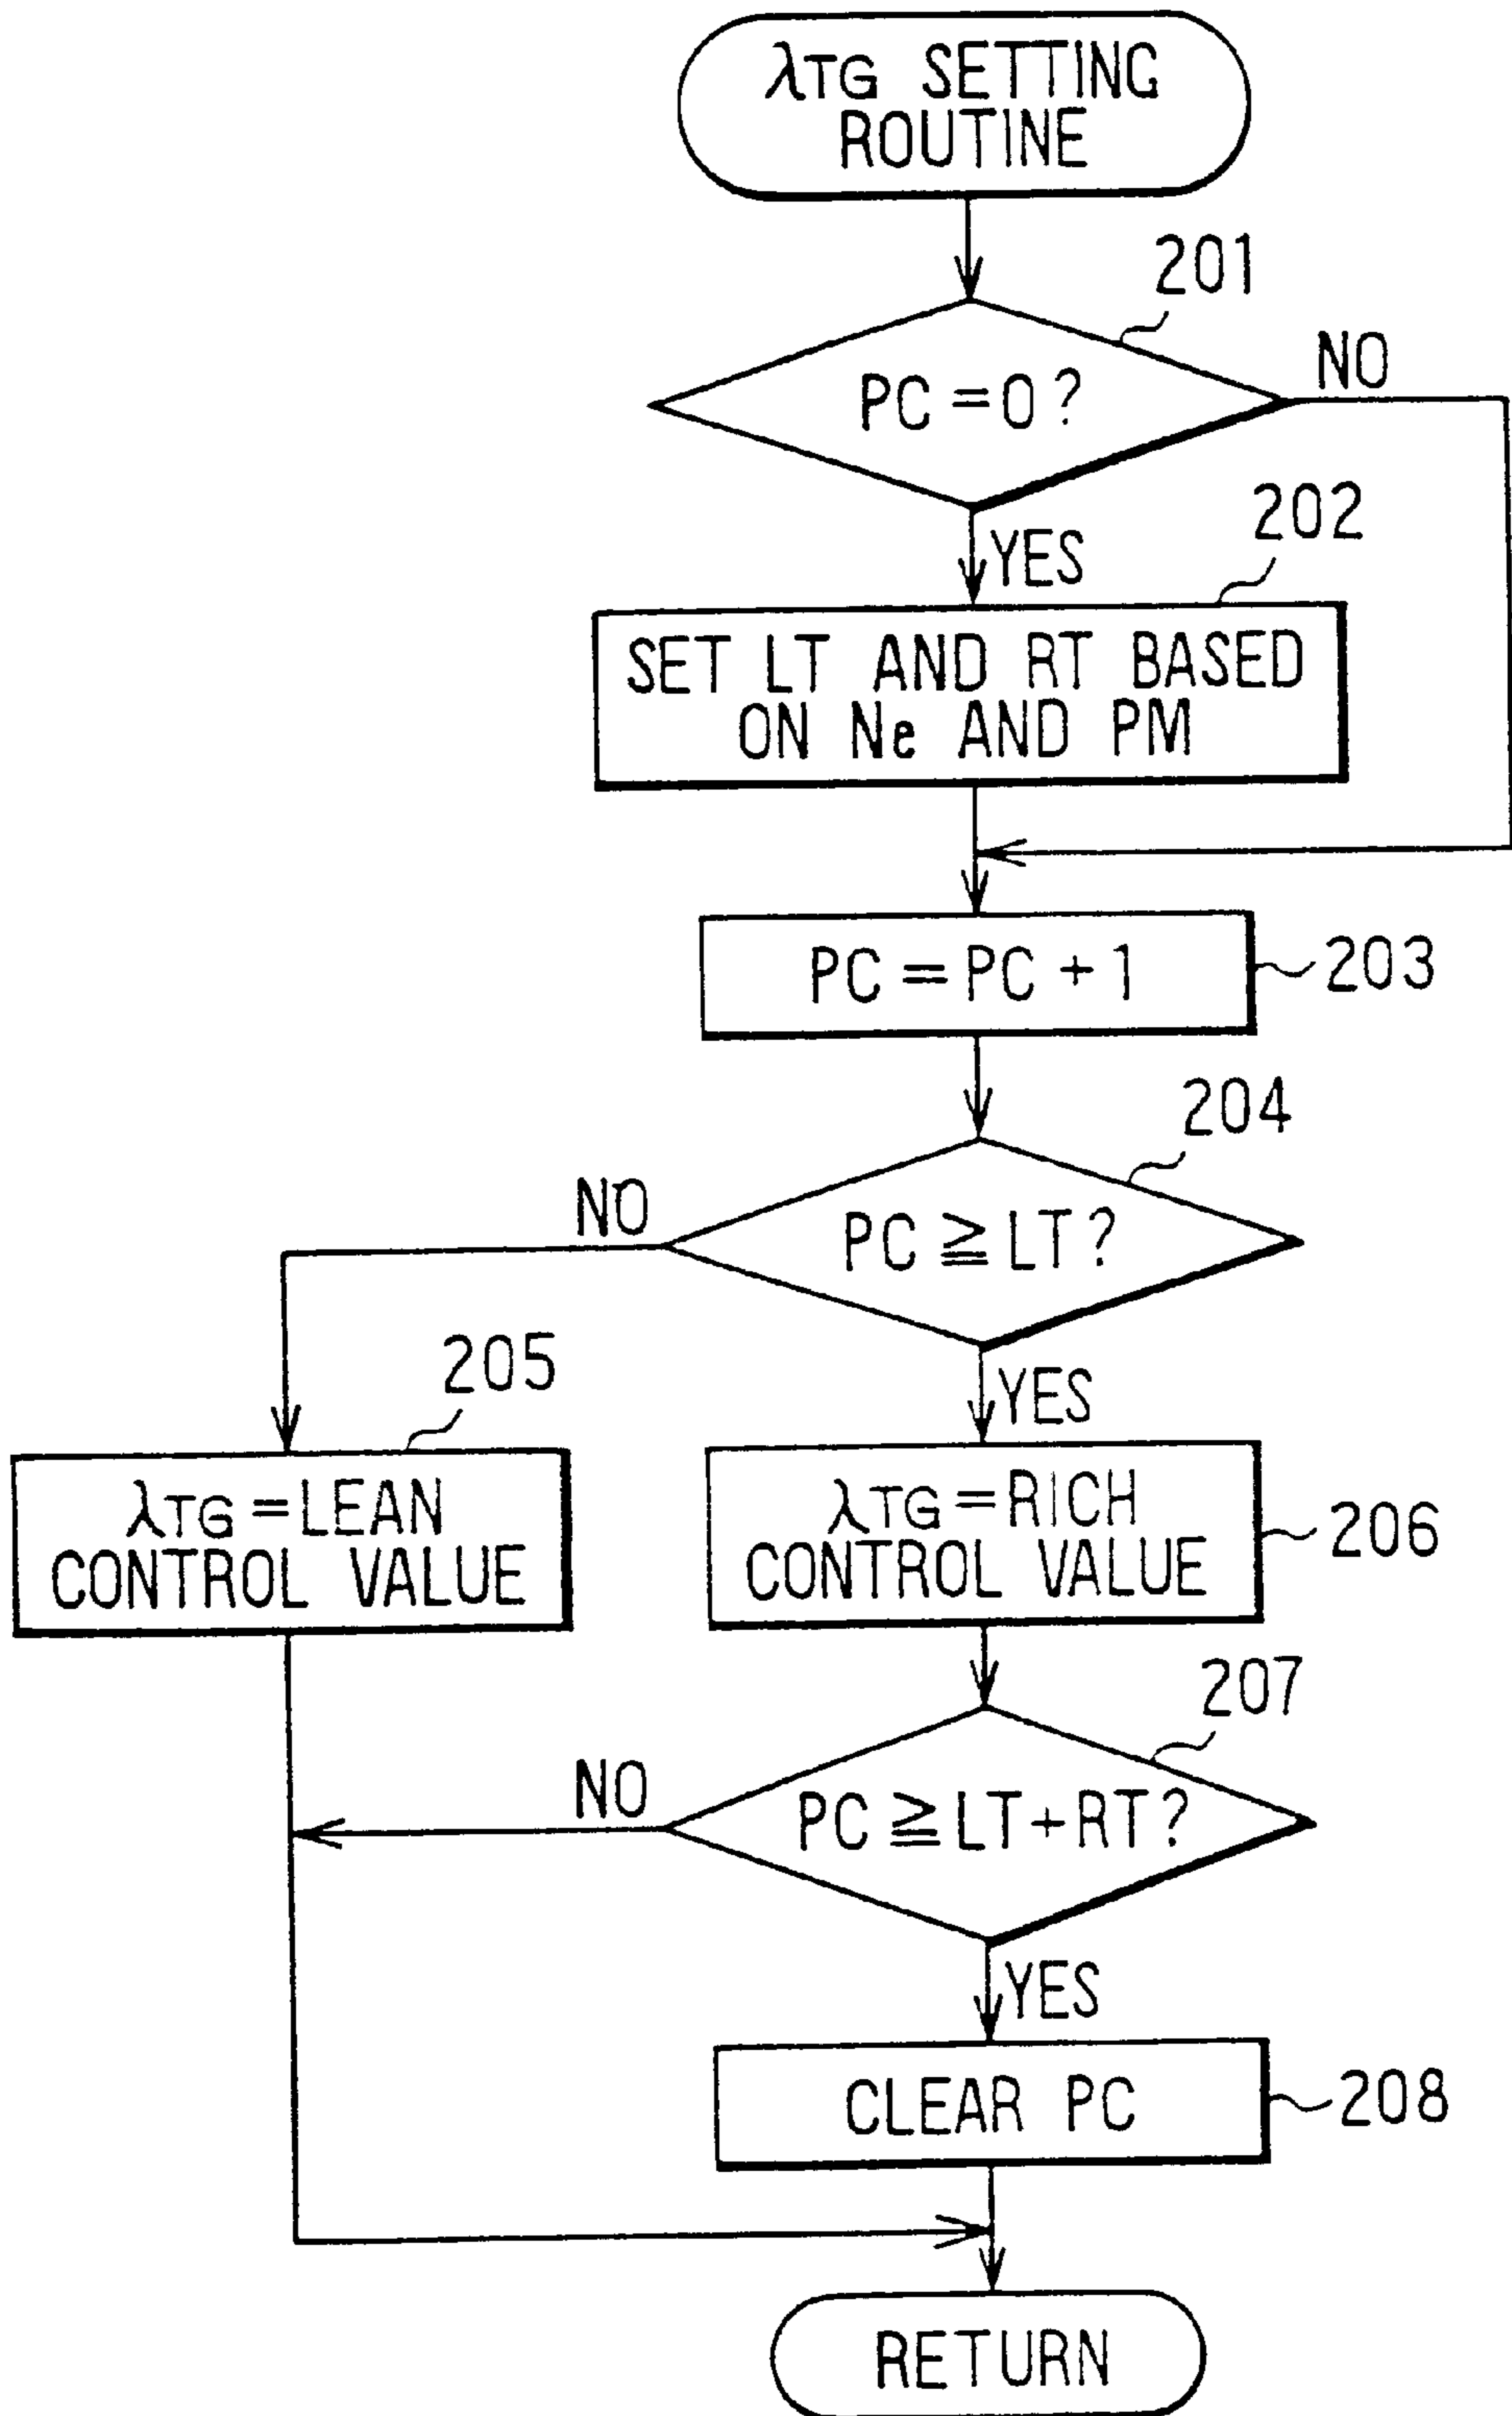 λTG SETTING
ROUTINE
201
PC=0?
NO
YES
202
SET LT AND RT BASED
ON Ne AND PM
PC=PC+1
203
204
NO
PC≧LT?
YES
205
λTG=LEAN
CONTROL VALUE
λTG=RICH
CONTROL VALUE
206
207
NO
PC≧LT+RT?
YES
CLEAR PC
208
RETURN